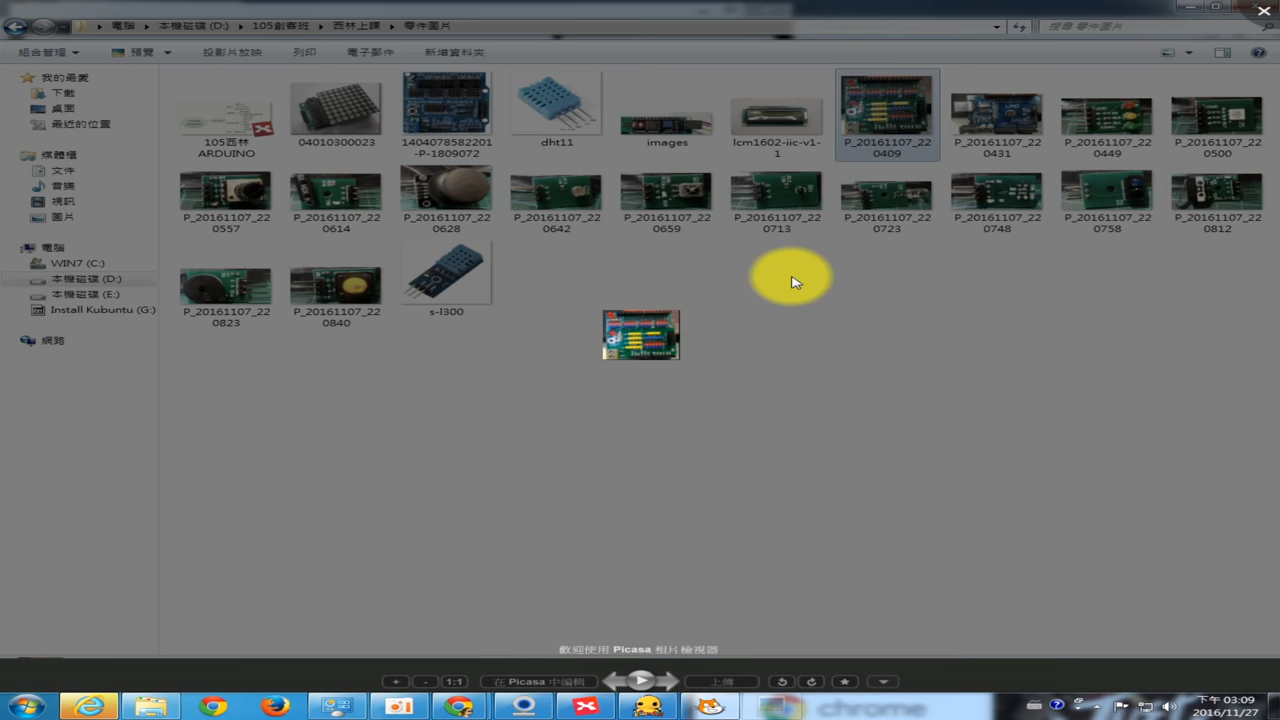 電腦 ▸ 本機磁碟 (D:) ▸ 105創客班 ▸ 西林上課 ▸ 零件圖片
搜尋 零件圖片
組合管理 預覽 投影片放映 列印 電子郵件 新增資料夾
我的最愛
下載
桌面
最近的位置
媒體櫃
文件
音樂
視訊
圖片
電腦
WIN7 (C:)
本機磁碟 (D:)
本機磁碟 (E:)
Install Kubuntu (G:)
網路
105西林
ARDUINO
04010300023
1404078582201
-P-1809072
dht11
images
lcm1602-iic-v1-
1
P_20161107_22
0409
P_20161107_22
0431
P_20161107_22
0449
P_20161107_22
0500
P_20161107_22
0557
P_20161107_22
0614
P_20161107_22
0628
P_20161107_22
0642
P_20161107_22
0659
P_20161107_22
0713
P_20161107_22
0723
P_20161107_22
0748
P_20161107_22
0758
P_20161107_22
0812
P_20161107_22
0823
P_20161107_22
0840
s-l300
歡迎使用 Picasa 相片檢視器
+ - 1:1 在 Picasa 中編輯 上傳
chrome
下午 03:09
2016/11/27